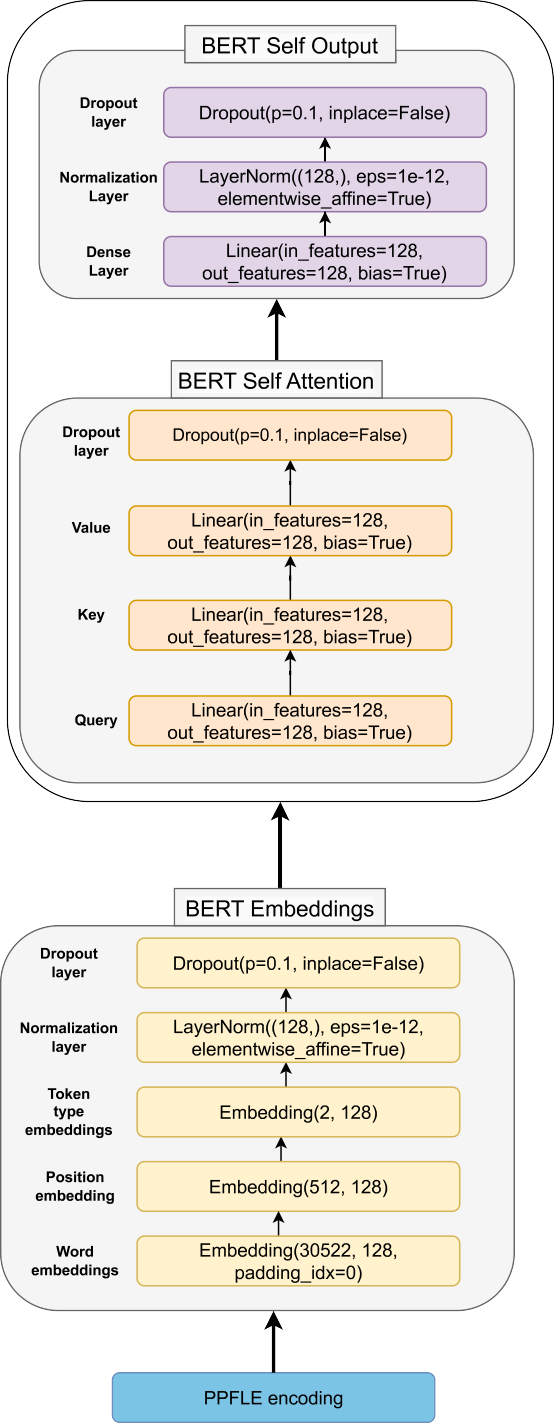 BERT Self Output
Dropout
layer
Dropout(p=0.1, inplace=False)
Normalization
Layer
LayerNorm((128,), eps=1e-12,
elementwise_affine=True)
Dense
Layer
Linear(in_features=128,
out_features=128, bias=True)
BERT Self Attention
Dropout
layer
Dropout(p=0.1, inplace=False)
Value
Linear(in_features=128,
out_features=128, bias=True)
Key
Linear(in_features=128,
out_features=128, bias=True)
Query
Linear(in_features=128,
out_features=128, bias=True)
BERT Embeddings
Dropout
layer
Dropout(p=0.1, inplace=False)
Normalization
layer
LayerNorm((128,), eps=1e-12,
elementwise_affine=True)
Token
type
embeddings
Embedding(2, 128)
Position
embedding
Embedding(512, 128)
Word
embeddings
Embedding(30522, 128,
padding_idx=0)
PPFLE encoding